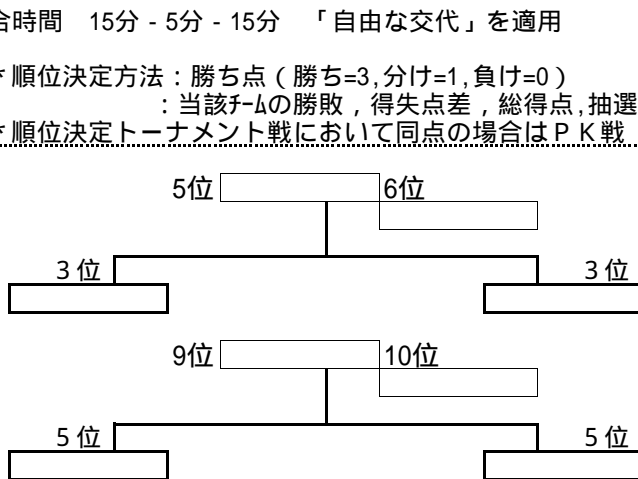 合時間 15分 - 5分 - 15分 「自由な交代」を適用
順位決定方法：勝ち点（勝ち=3,分け=1,負け=0）
：当該ﾁｰﾑの勝敗，得失点差，総得点,抽選
順位決定トーナメント戦において同点の場合はＰＫ戦
5位 6位
３位 ３位
9位 10位
５位 ５位